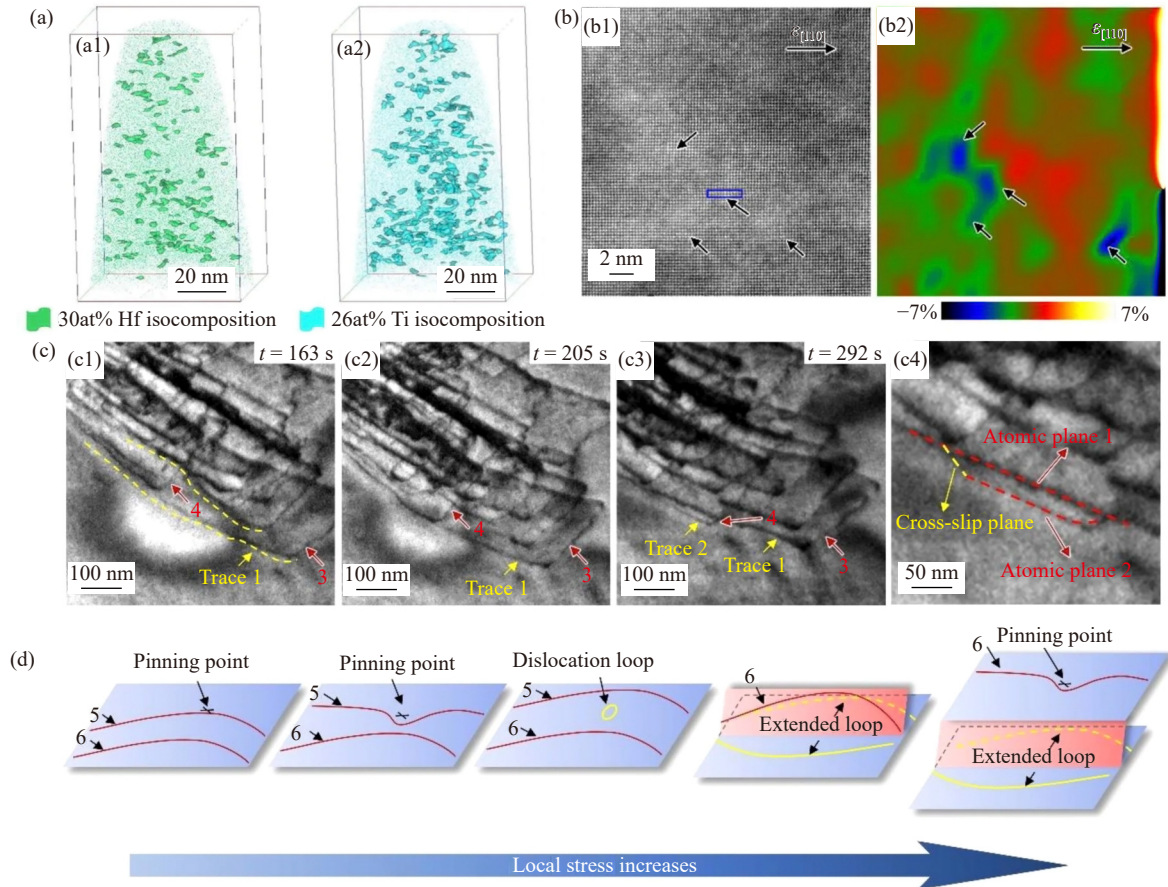 (a)
(a1)
20 nm
(a2)
20 nm
30at% Hf isocomposition
26at% Ti isocomposition
(b)
(b1)
ε[110]
2 nm
(b2)
ε[110]
−7%
7%
(c)
(c1)
t = 163 s
4
3
Trace 1
100 nm
(c2)
t = 205 s
4
3
Trace 1
100 nm
(c3)
t = 292 s
4
Trace 2
Trace 1
3
100 nm
(c4)
Atomic plane 1
Cross-slip plane
Atomic plane 2
50 nm
(d)
Pinning point
5
6
Pinning point
5
6
Dislocation loop
5
6
6
Extended loop
Pinning point
6
Extended loop
Local stress increases